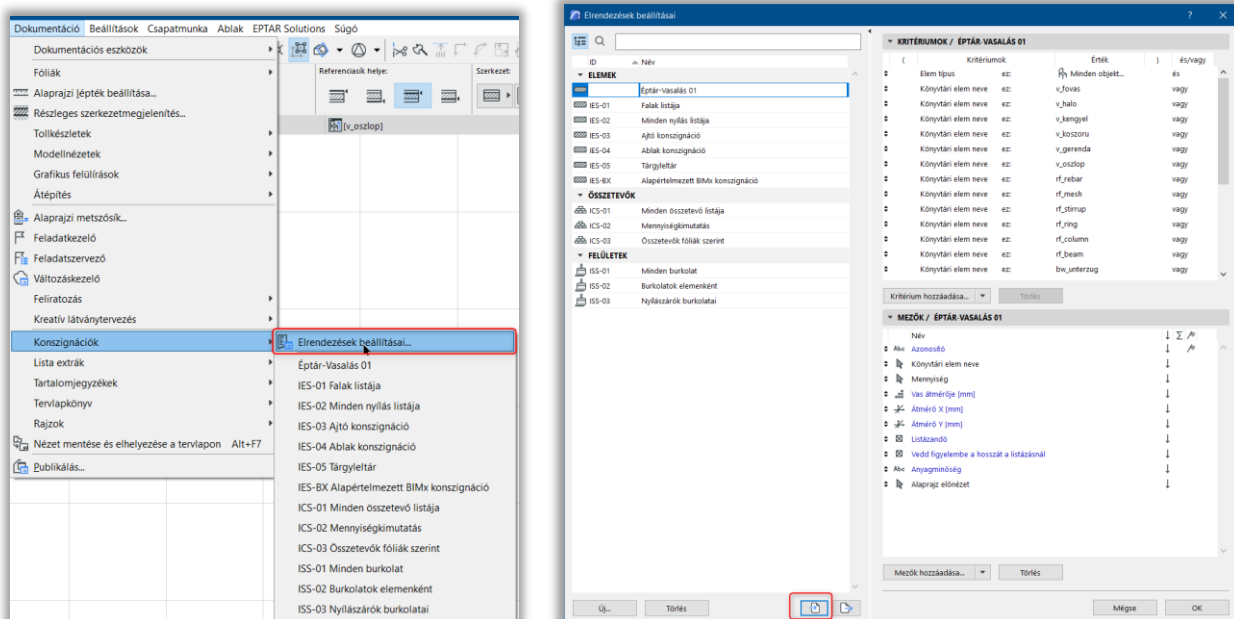 Dokumentáció Beállítások Csapatmunka Ablak EPTAR Solutions Súgó
Dokumentációs eszközök
Fóliák
Alaprajzi lépték beállítása...
Részleges szerkezetmegjelenítés...
Tollkészletek
Modellnézetek
Grafikus felülírások
Átépítés
Alaprajzi metszősík...
Feladatkezelő
Feladatszervező
Változáskezelő
Feliratozás
Kreatív látványtervezés
Konszignációk
Lista extrák
Tartalomjegyzékek
Tervlapkönyv
Rajzok
Nézet mentése és elhelyezése a tervlapon Alt+F7
Publikálás...
Referenciasík helye:
Szerkezet:
[v_oszlop]
Elrendezések beállításai...
Éptár-Vasalás 01
IES-01 Falak listája
IES-02 Minden nyílás listája
IES-03 Ajtó konszignáció
IES-04 Ablak konszignáció
IES-05 Tárgyleltár
IES-BX Alapértelmezett BIMx konszignáció
ICS-01 Minden összetevő listája
ICS-02 Mennyiségkimutatás
ICS-03 Összetevők fóliák szerint
ISS-01 Minden burkolat
ISS-02 Burkolatok elemenként
ISS-03 Nyílászárók burkolatai
Elrendezések beállításai
ID Név
ELEMEK
Éptár-Vasalás 01
IES-01 Falak listája
IES-02 Minden nyílás listája
IES-03 Ajtó konszignáció
IES-04 Ablak konszignáció
IES-05 Tárgyleltár
IES-BX Alapértelmezett BIMx konszignáció
ÖSSZETEVŐK
ICS-01 Minden összetevő listája
ICS-02 Mennyiségkimutatás
ICS-03 Összetevők fóliák szerint
FELÜLETEK
ISS-01 Minden burkolat
ISS-02 Burkolatok elemenként
ISS-03 Nyílászárók burkolatai
Új... Törlés
KRITÉRIUMOK / ÉPTÁR-VASALÁS 01
( Kritériumok Érték ) és/vagy
Elem típus ez: Minden objekt... és
Könyvtári elem neve ez: v_fovas vagy
Könyvtári elem neve ez: v_halo vagy
Könyvtári elem neve ez: v_kengyel vagy
Könyvtári elem neve ez: v_koszoru vagy
Könyvtári elem neve ez: v_gerenda vagy
Könyvtári elem neve ez: v_oszlop vagy
Könyvtári elem neve ez: rf_rebar vagy
Könyvtári elem neve ez: rf_mesh vagy
Könyvtári elem neve ez: rf_stirrup vagy
Könyvtári elem neve ez: rf_ring vagy
Könyvtári elem neve ez: rf_column vagy
Könyvtári elem neve ez: rf_beam vagy
Könyvtári elem neve ez: bw_unterzug vagy
Kritérium hozzáadása... Törlés
MEZŐK / ÉPTÁR-VASALÁS 01
Név
Abc Azonosító
Könyvtári elem neve
Mennyiség
Vas átmérője [mm]
Átmérő X [mm]
Átmérő Y [mm]
Listázandó
Vedd figyelembe a hosszát a listázásnál
Abc Anyagminőség
Alaprajz előnézet
Mezők hozzáadása... Törlés
Mégse OK